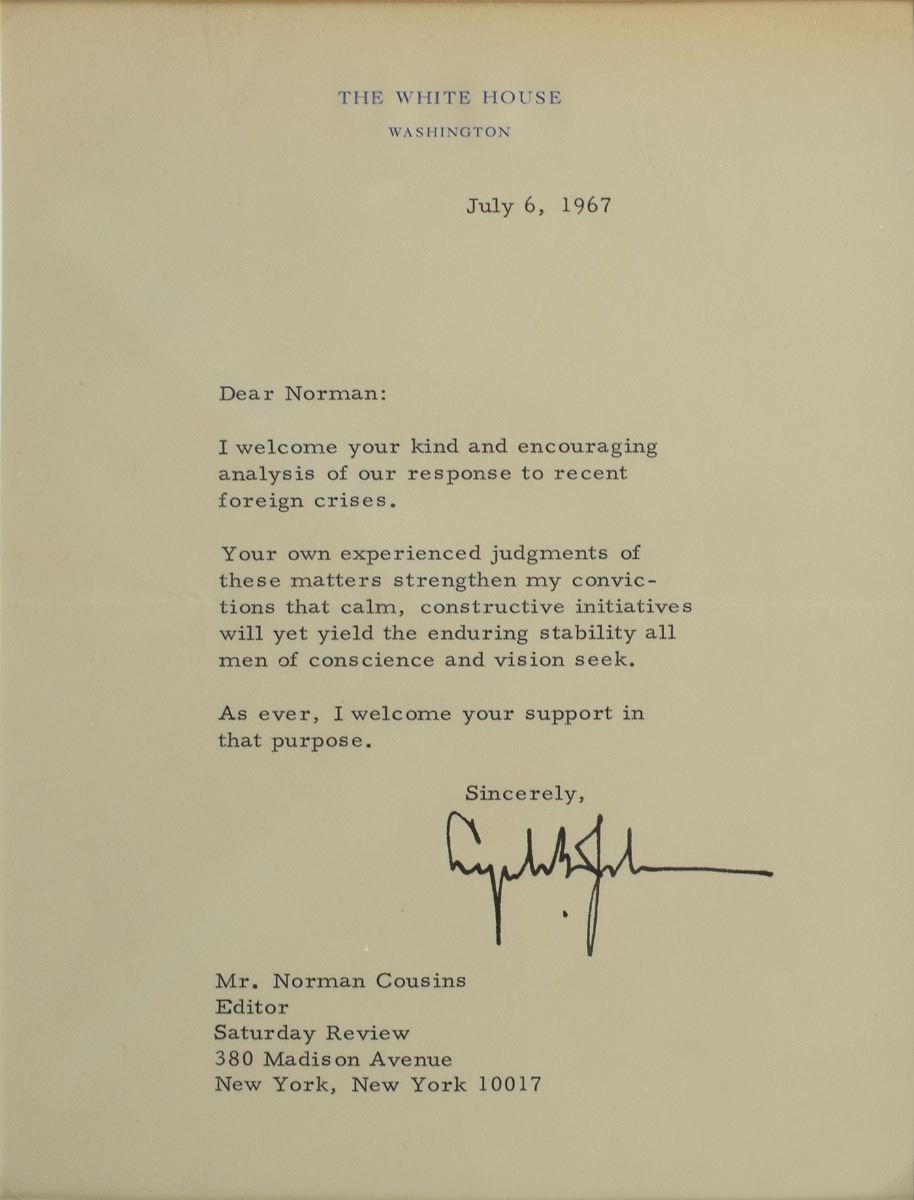 THE WHITE HOUSE
WASHINGTON
July 6, 1967
Dear Norman:
I welcome your kind and encouraging
analysis of our response to recent
foreign crises.
Your own experienced judgments of
these matters strengthen my convic-
tions that calm, constructive initiatives
will yet yield the enduring stability all
men of conscience and vision seek.
As ever, I welcome your support in
that purpose.
Sincerely,
Mr. Norman Cousins
Editor
Saturday Review
380 Madison Avenue
New York, New York 10017